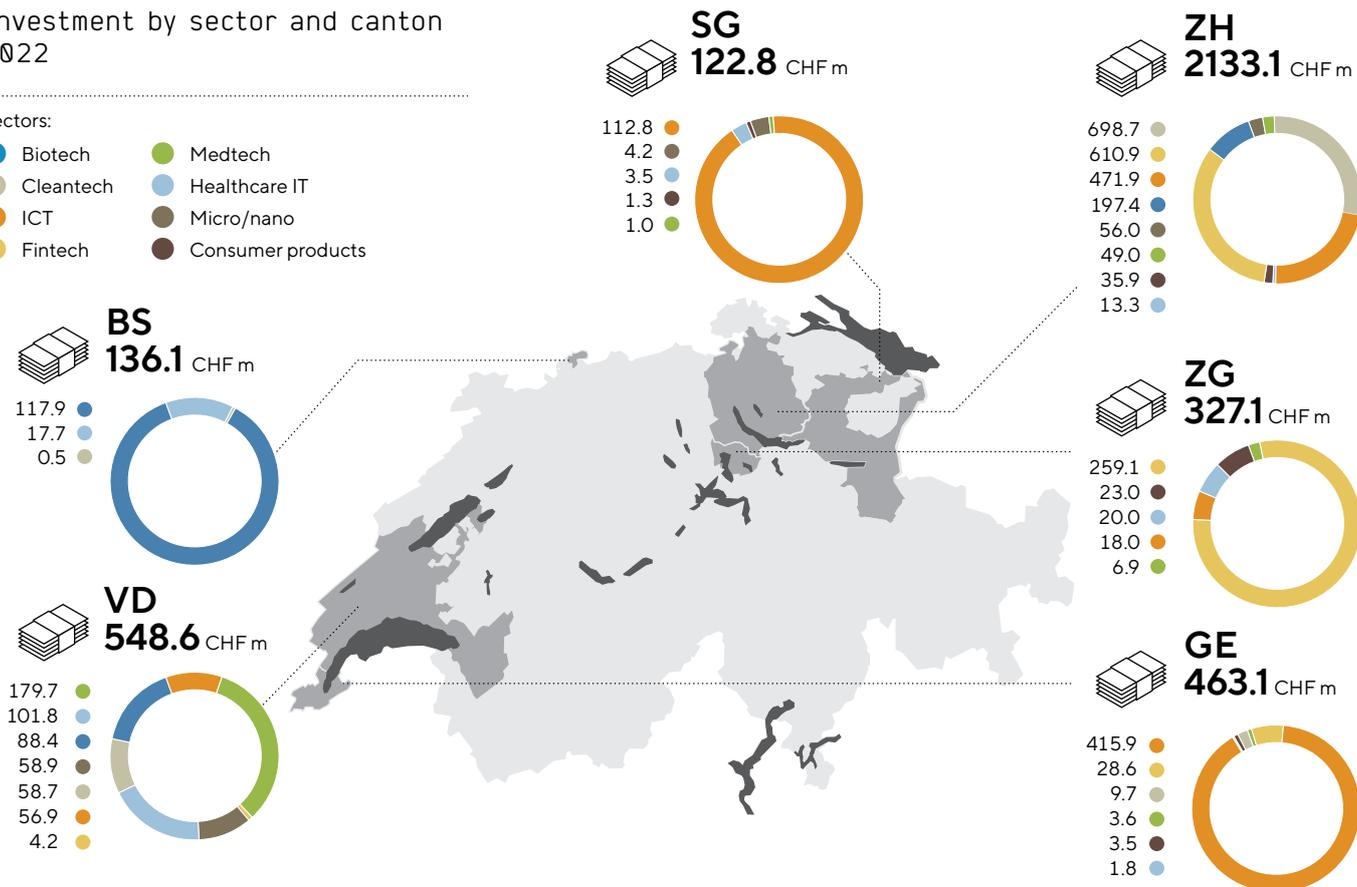 nvestment by sector and canton
022
ectors:
Biotech
Cleantech
ICT
Fintech
Medtech
Healthcare IT
Micro/nano
Consumer products
SG
122.8 CHF m
112.8
4.2
3.5
1.3
1.0
ZH
2133.1 CHF m
698.7
610.9
471.9
197.4
56.0
49.0
35.9
13.3
BS
136.1 CHF m
117.9
17.7
0.5
ZG
327.1 CHF m
259.1
23.0
20.0
18.0
6.9
VD
548.6 CHF m
179.7
101.8
88.4
58.9
58.7
56.9
4.2
GE
463.1 CHF m
415.9
28.6
9.7
3.6
3.5
1.8